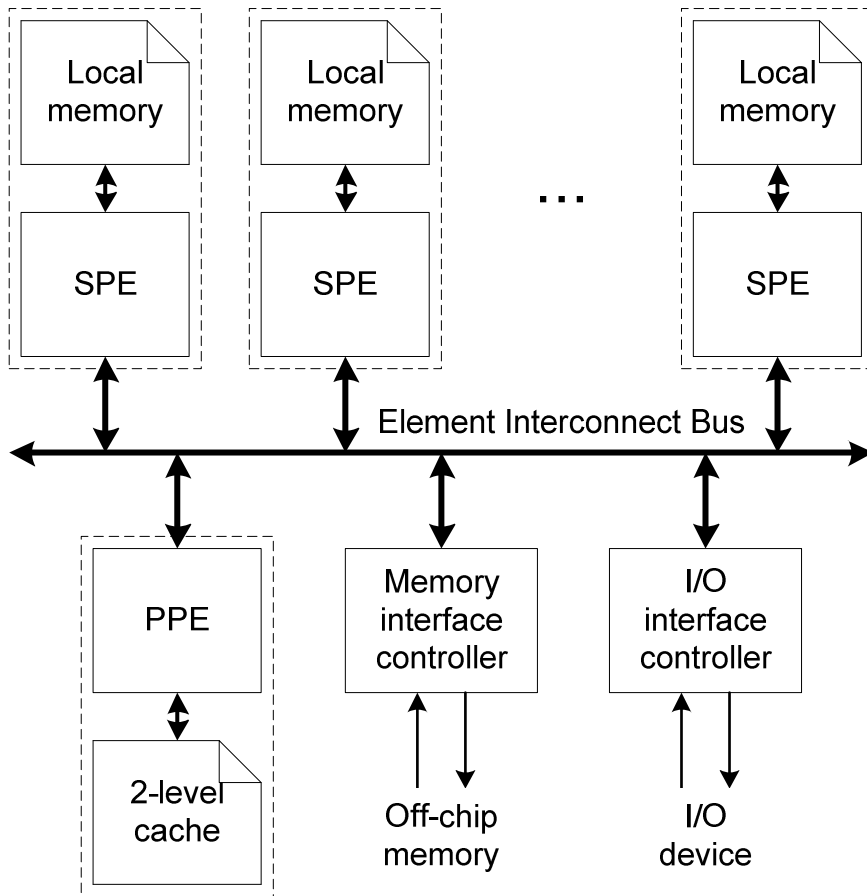 Local
memory
Local
memory
Local
memory
...
SPE
SPE
SPE
Element Interconnect Bus
PPE
Memory
interface
controller
I/O
interface
controller
2-level
cache
Off-chip
memory
I/O
device